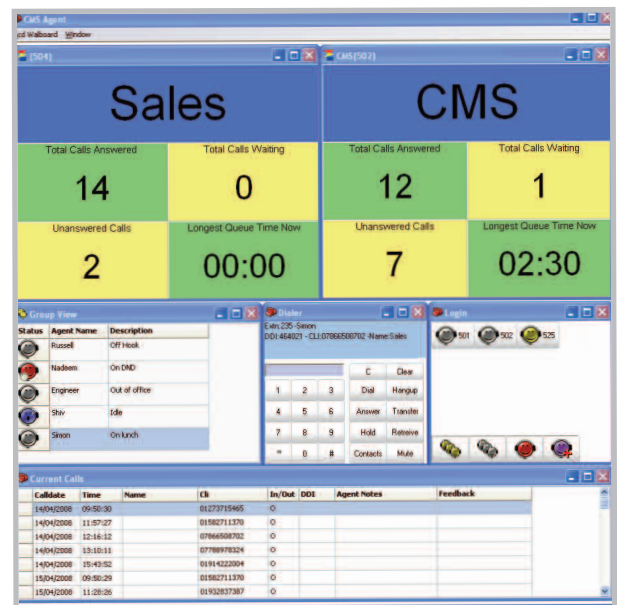 CMS Agent
Wallboard Window
(504)
CMS(502)
Sales
CMS
Total Calls Answered Total Calls Waiting
14 0
Total Calls Answered Total Calls Waiting
12 1
Unanswered Calls Longest Queue Time Now
2 00:00
Unanswered Calls Longest Queue Time Now
7 02:30
Group View
Status Agent Name Description
Russell Off Hook
Nadeem On DND
Engineer Out of office
Shiv Idle
Simon On lunch
Dialer
Extn:235 -Simon
DDI:464021 - CLI:07866508702 -Name:Sales
C Clear
1 2 3 Dial Hangup
4 5 6 Answer Transfer
7 8 9 Hold Retreive
* 0 # Contacts Mute
Login
501 502 525
Current Calls
Calldate Time Name Cli In/Out DDI Agent Notes Feedback
14/04/2008 09:50:30 01273715465 O
14/04/2008 11:57:27 01582711370 O
14/04/2008 12:16:12 07866508702 O
14/04/2008 13:10:11 07788978324 O
14/04/2008 15:43:52 01914222004 O
15/04/2008 09:50:29 01582711370 O
15/04/2008 11:28:26 01932837387 O